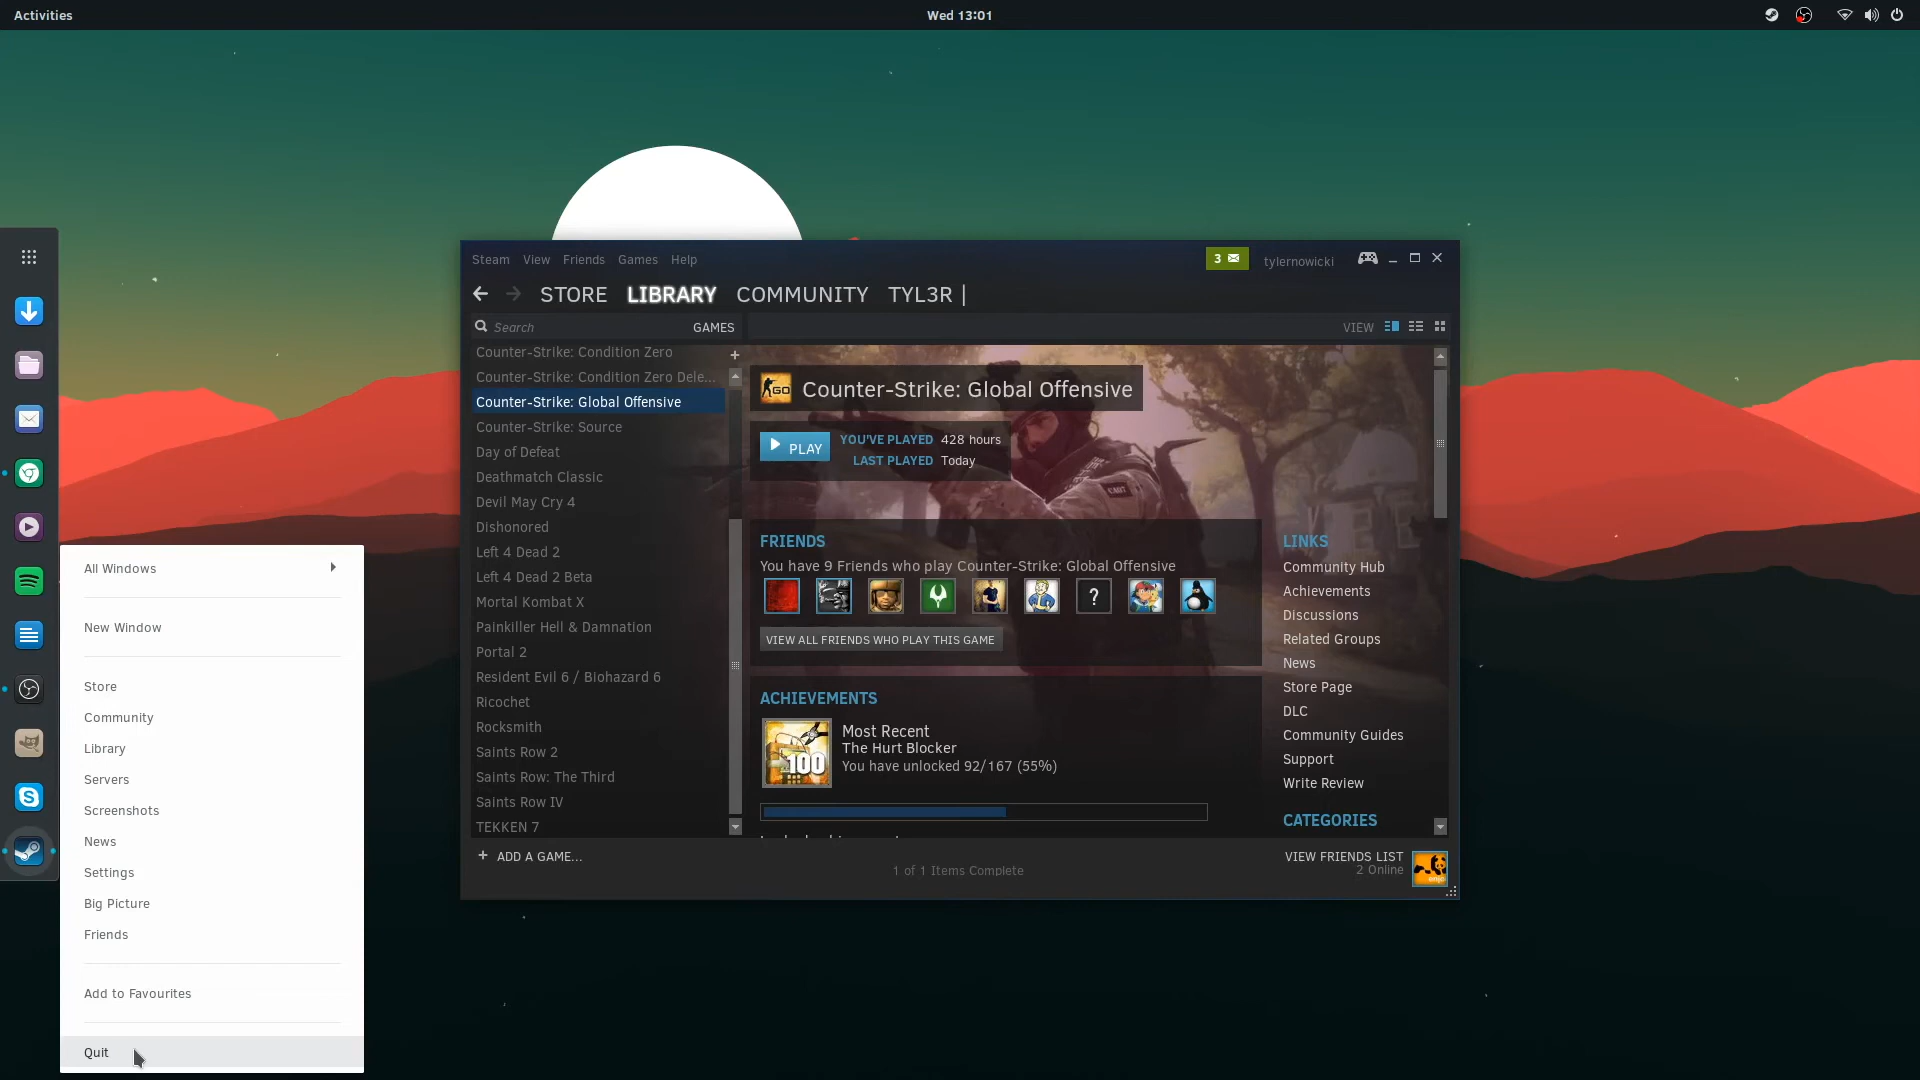 Activities
Wed 13:01
Steam View Friends Games Help
3
tylernowicki
STORE LIBRARY COMMUNITY TYL3R
Search
GAMES
VIEW
Counter-Strike: Condition Zero
Counter-Strike: Condition Zero Dele...
Counter-Strike: Global Offensive
Counter-Strike: Source
Day of Defeat
Deathmatch Classic
Devil May Cry 4
Dishonored
Left 4 Dead 2
Left 4 Dead 2 Beta
Mortal Kombat X
Painkiller Hell & Damnation
Portal 2
Resident Evil 6 / Biohazard 6
Ricochet
Rocksmith
Saints Row 2
Saints Row: The Third
Saints Row IV
TEKKEN 7
+ ADD A GAME...
GO
Counter-Strike: Global Offensive
PLAY
YOU'VE PLAYED 428 hours
LAST PLAYED Today
FRIENDS
You have 9 Friends who play Counter-Strike: Global Offensive
?
VIEW ALL FRIENDS WHO PLAY THIS GAME
ACHIEVEMENTS
100
Most Recent
The Hurt Blocker
You have unlocked 92/167 (55%)
LINKS
Community Hub
Achievements
Discussions
Related Groups
News
Store Page
DLC
Community Guides
Support
Write Review
CATEGORIES
1 of 1 Items Complete
VIEW FRIENDS LIST
2 Online
All Windows
New Window
Store
Community
Library
Servers
Screenshots
News
Settings
Big Picture
Friends
Add to Favourites
Quit